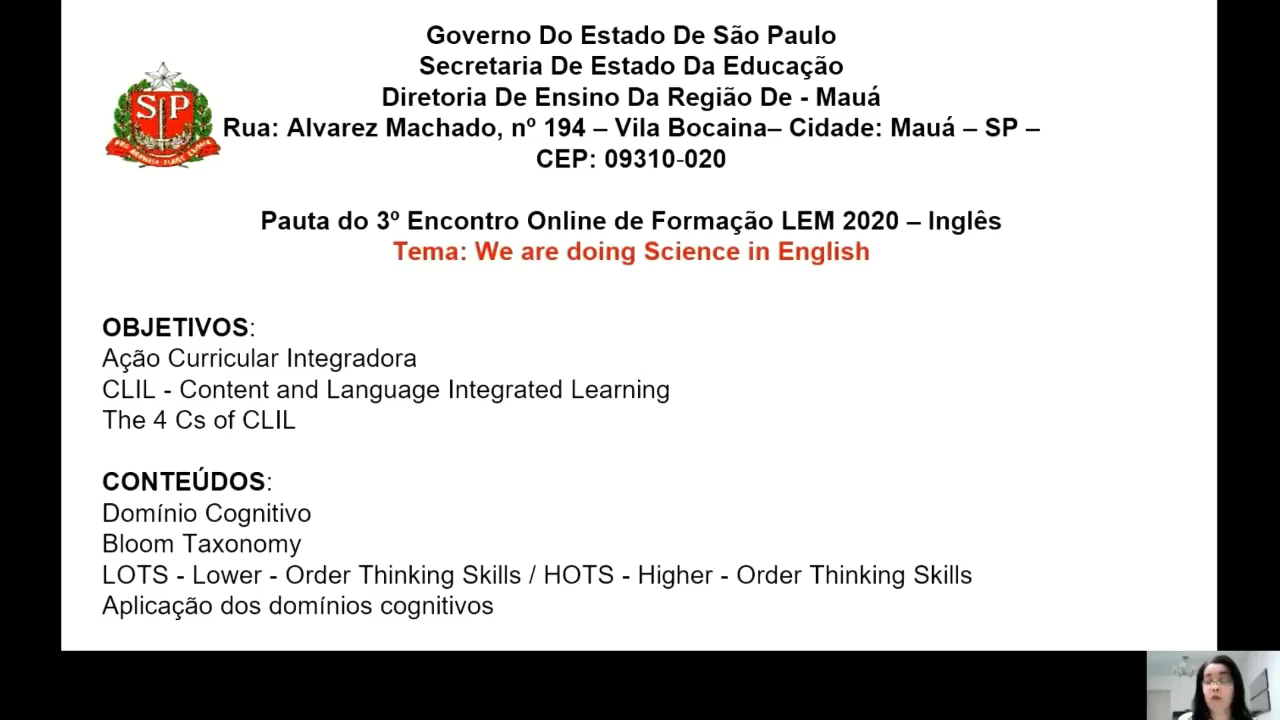 Governo Do Estado De São Paulo
Secretaria De Estado Da Educação
Diretoria De Ensino Da Região De - Mauá
SP
Rua: Alvarez Machado, nº 194 – Vila Bocaina– Cidade: Mauá – SP –
CEP: 09310-020
Pauta do 3º Encontro Online de Formação LEM 2020 – Inglês
Tema: We are doing Science in English
OBJETIVOS:
Ação Curricular Integradora
CLIL - Content and Language Integrated Learning
The 4 Cs of CLIL
CONTEÚDOS:
Domínio Cognitivo
Bloom Taxonomy
LOTS - Lower - Order Thinking Skills / HOTS - Higher - Order Thinking Skills
Aplicação dos domínios cognitivos